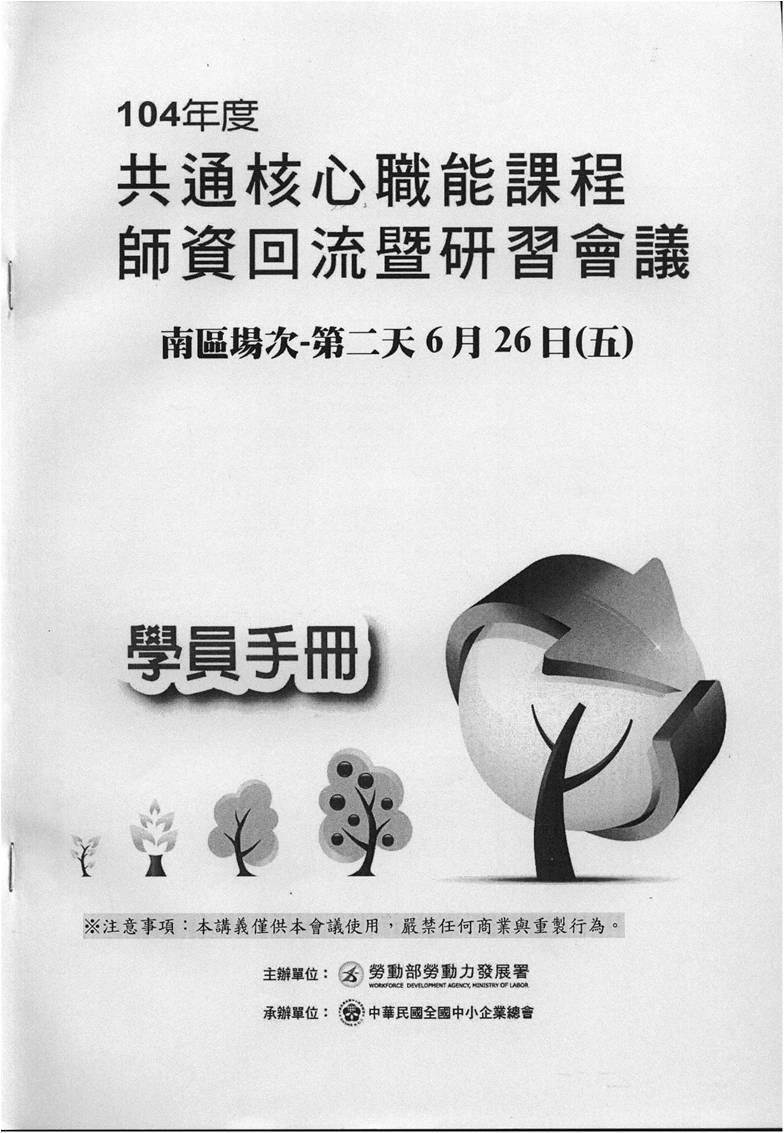 104年度
共通核心職能課程
師資回流暨研習會議
南區場次-第二天6月26日(五)
學員手冊
※注意事項：本講義僅供本會議使用，嚴禁任何商業與重製行為。
主辦單位： 勞動部勞動力發展署
WORKFORCE DEVELOPMENT AGENCY, MINISTRY OF LABOR
承辦單位： 中華民國全國中小企業總會